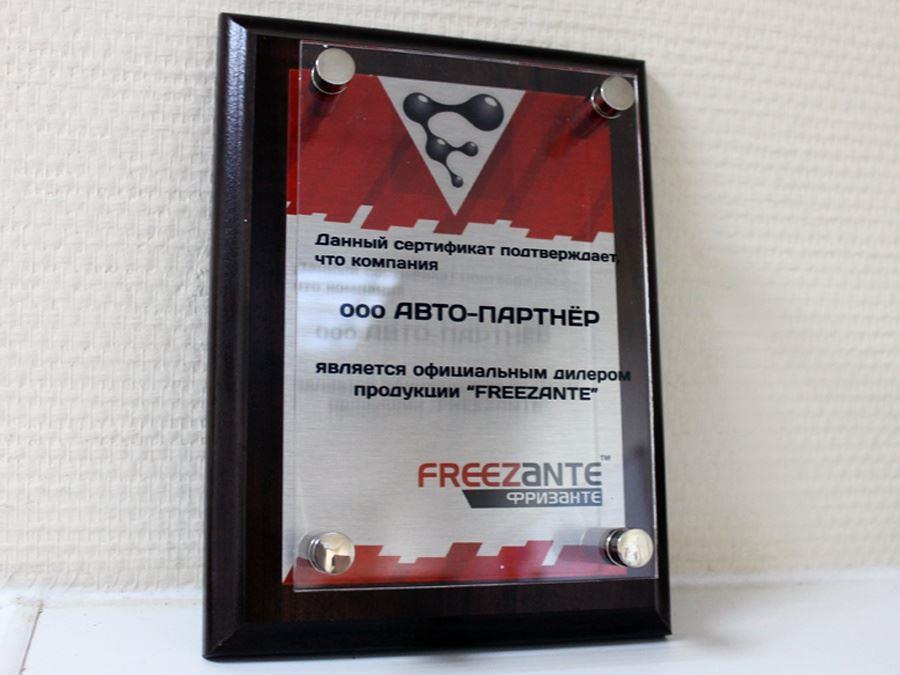 Данный сертификат подтверждает,
что компания
ооо АВТО-ПАРТНЁР
является официальным дилером
продукции “FREEZANTE”
FREEZANTE™
ФРИЗАНТЕ